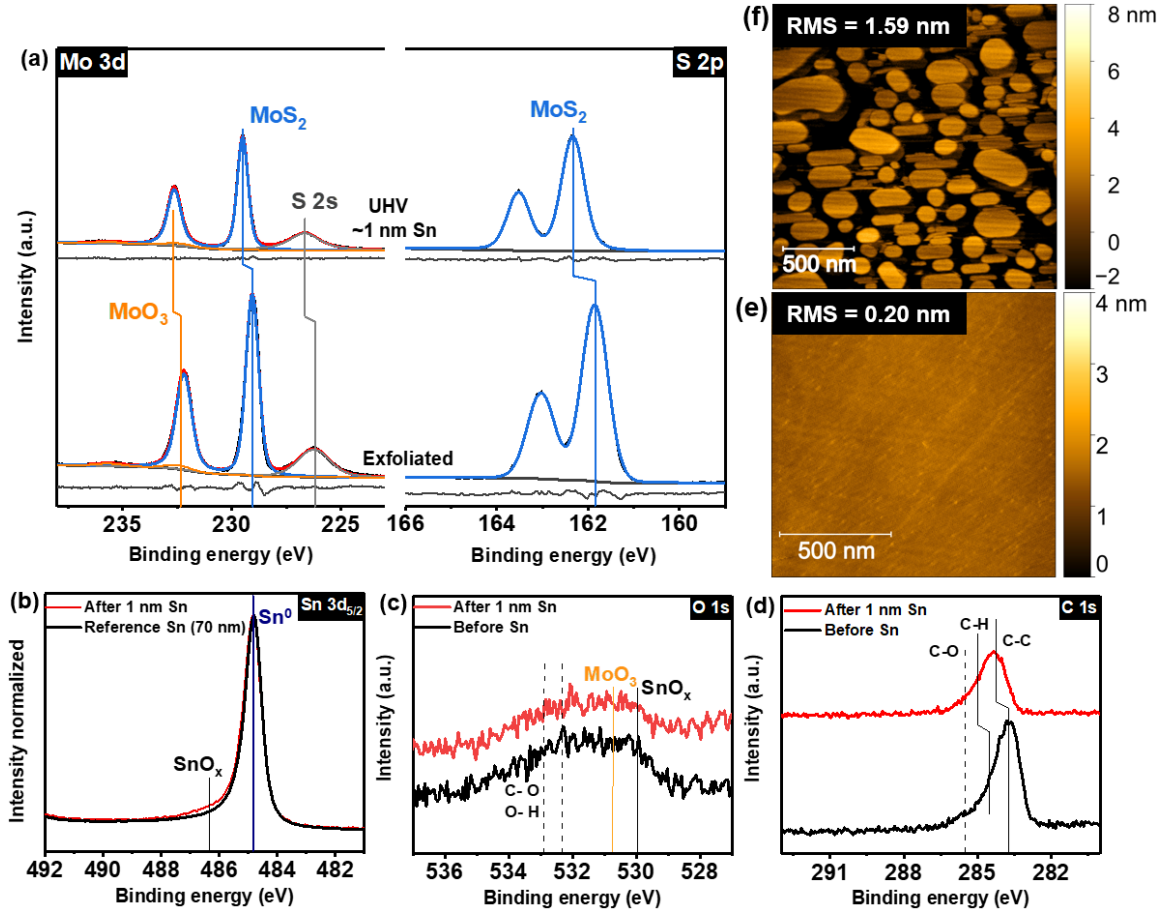 (a)
Mo 3d
S 2p
MoS2
MoS2
S 2s
UHV
~1 nm Sn
MoO3
Exfoliated
Intensity (a.u.)
235
230
225
166
164
162
160
Binding energy (eV)
Binding energy (eV)
(f)
RMS = 1.59 nm
500 nm
8 nm
6
4
2
0
−2
(e)
RMS = 0.20 nm
500 nm
4 nm
3
2
1
0
(b)
After 1 nm Sn
Reference Sn (70 nm)
Sn 3d5/2
Sn0
SnOx
Intensity normalized
492
490
488
486
484
482
Binding energy (eV)
(c)
After 1 nm Sn
Before Sn
O 1s
MoO3
SnOx
C- O
O- H
Intensity (a.u.)
536
534
532
530
528
Binding energy (eV)
(d)
After 1 nm Sn
Before Sn
C 1s
C-H
C-O
C-C
Intensity (a.u.)
291
288
285
282
Binding energy (eV)